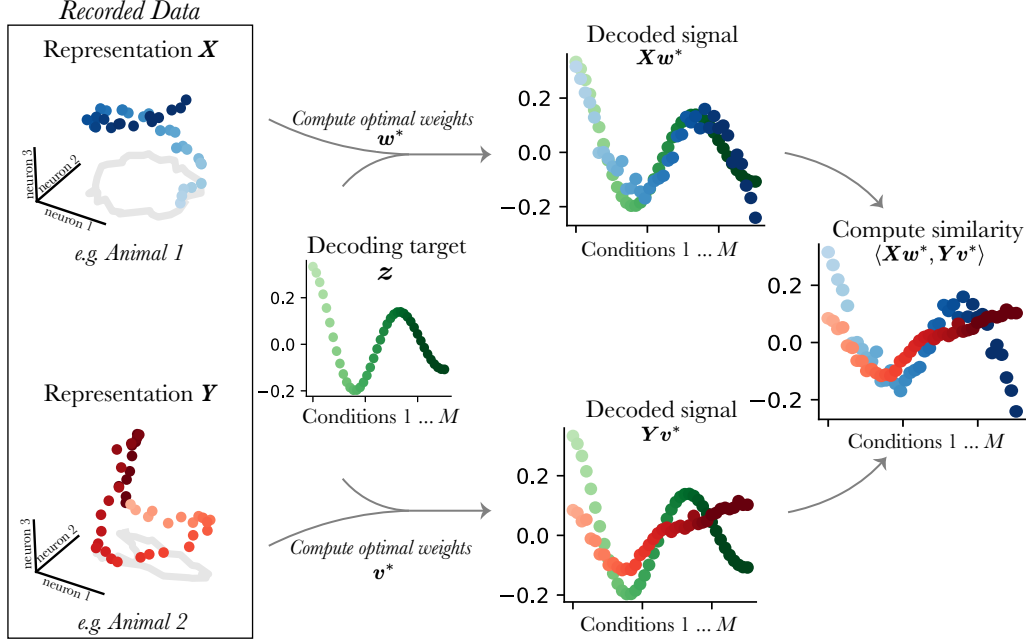 Recorded Data
Representation X
neuron 3
neuron 2
neuron 1
e.g. Animal 1
Representation Y
neuron 3
neuron 2
neuron 1
e.g. Animal 2
Compute optimal weights
w*
Decoding target
z
0.2
0.0
−0.2
Conditions 1 ... M
Compute optimal weights
v*
Decoded signal
Xw*
0.2
0.0
−0.2
Conditions 1 ... M
Decoded signal
Yv*
0.2
0.0
−0.2
Conditions 1 ... M
Compute similarity
⟨Xw*, Yv*⟩
0.2
0.0
−0.2
Conditions 1 ... M